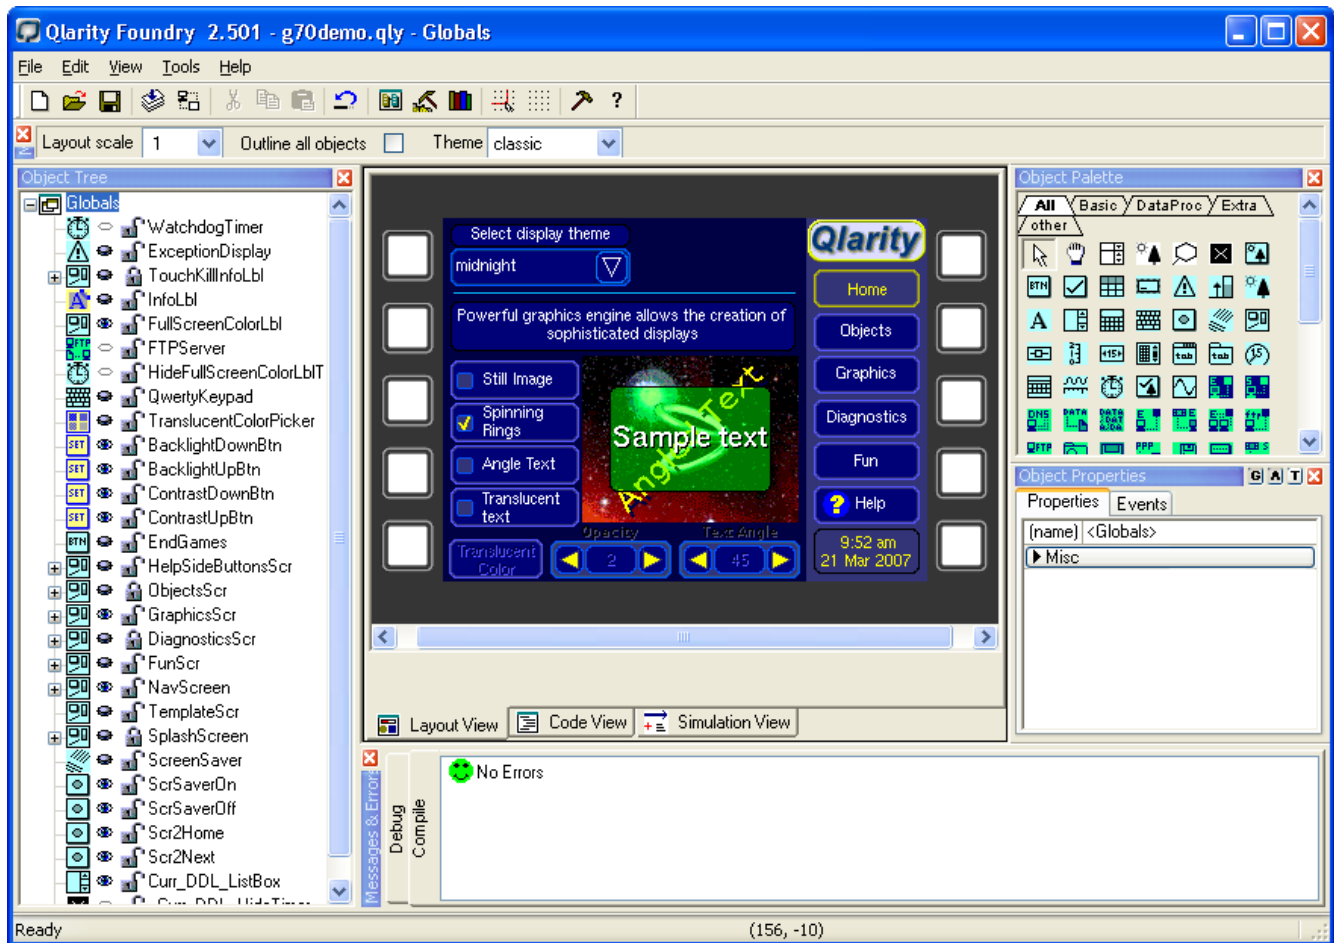 Qlarity Foundry 2.501 - g70demo.qly - Globals
File Edit View Tools Help
Layout scale 1 Outline all objects Theme classic
Object Tree
Globals
WatchdogTimer
ExceptionDisplay
TouchKillInfoLbl
InfoLbl
FullScreenColorLbl
FTPServer
HideFullScreenColorLblT
QwertyKeypad
TranslucentColorPicker
BacklightDownBtn
BacklightUpBtn
ContrastDownBtn
ContrastUpBtn
EndGames
HelpSideButtonsScr
ObjectsScr
GraphicsScr
DiagnosticsScr
FunScr
NavScreen
TemplateScr
SplashScreen
ScreenSaver
ScrSaverOn
ScrSaverOff
Scr2Home
Scr2Next
Curr_DDL_ListBox
Select display theme
midnight
Powerful graphics engine allows the creation of
sophisticated displays
Still Image
Spinning
Rings
Angle Text
Translucent
text
Angle Text
Sample text
Translucent
Color
Opacity
2
Text Angle
45
Qlarity
Home
Objects
Graphics
Diagnostics
Fun
? Help
9:52 am
21 Mar 2007
Layout View Code View Simulation View
Object Palette
All Basic DataProc Extra
other
Object Properties G A T
Properties Events
(name) <Globals>
Misc
Messages & Errors
Debug
Compile
No Errors
Ready (156, -10)